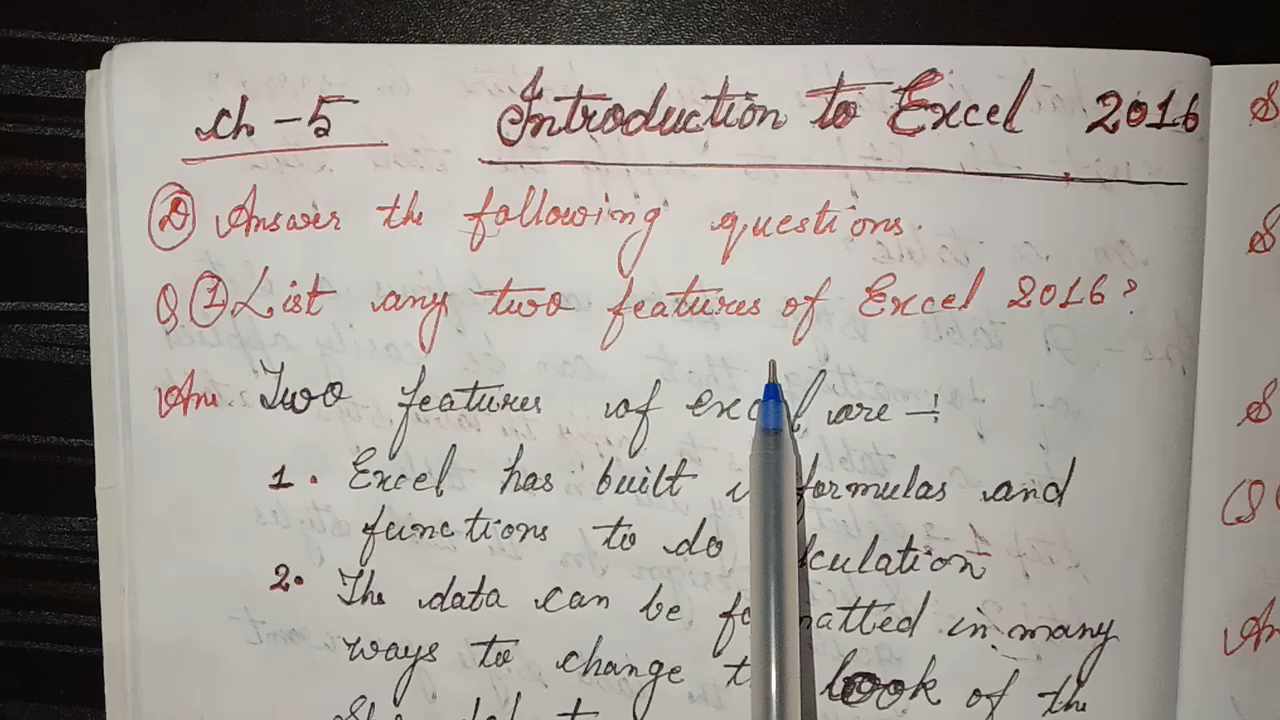 ch - 5 Introduction to Excel 2016
D Answer the following questions.
Q 1 List any two features of Excel 2016?
Ans Two features of excel are :-
1. Excel has built formulas and
functions to do
2. The data can be in many
ways to change look of the